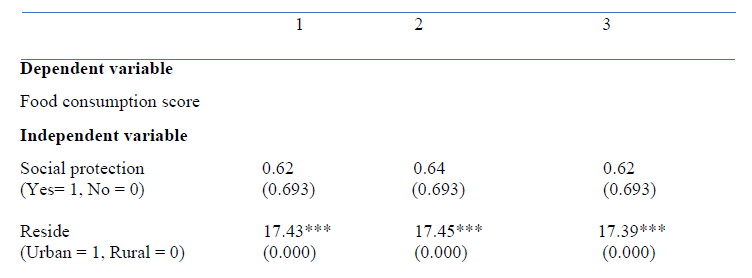 1 2 3
Dependent variable
Food consumption score
Independent variable
Social protection 0.62 0.64 0.62
(Yes= 1, No = 0) (0.693) (0.693) (0.693)
Reside 17.43*** 17.45*** 17.39***
(Urban = 1, Rural = 0) (0.000) (0.000) (0.000)